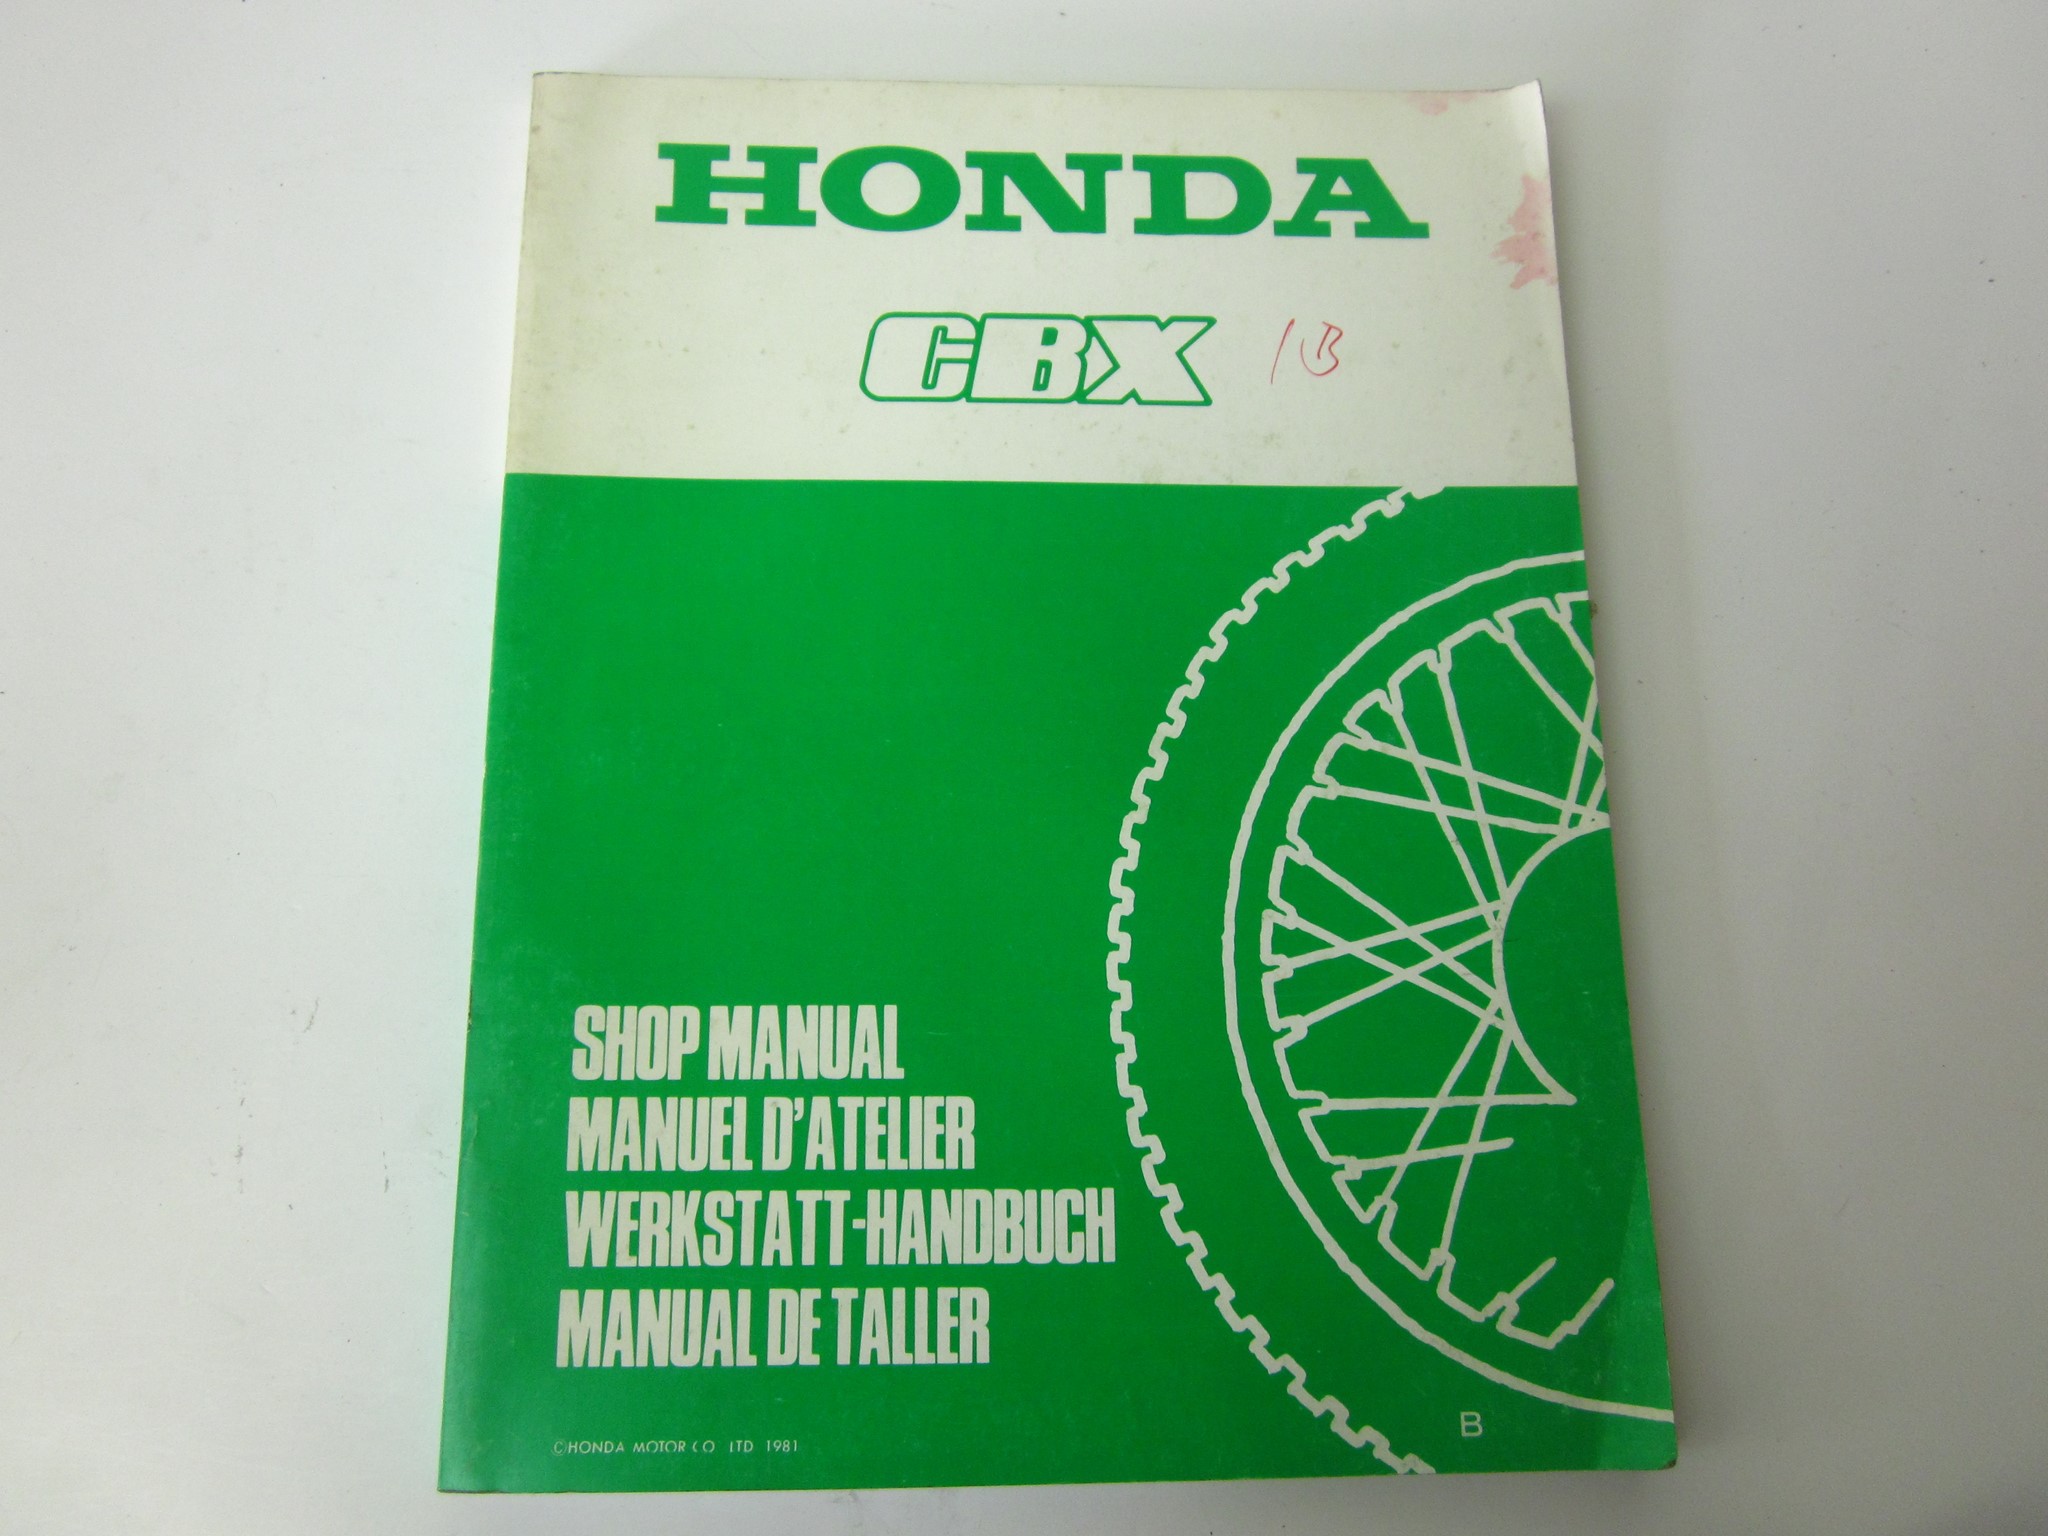 HONDA
CBX 1B
SHOP MANUAL
MANUEL D'ATELIER
WERKSTATT-HANDBUCH
MANUAL DE TALLER
B
©HONDA MOTOR CO LTD 1981